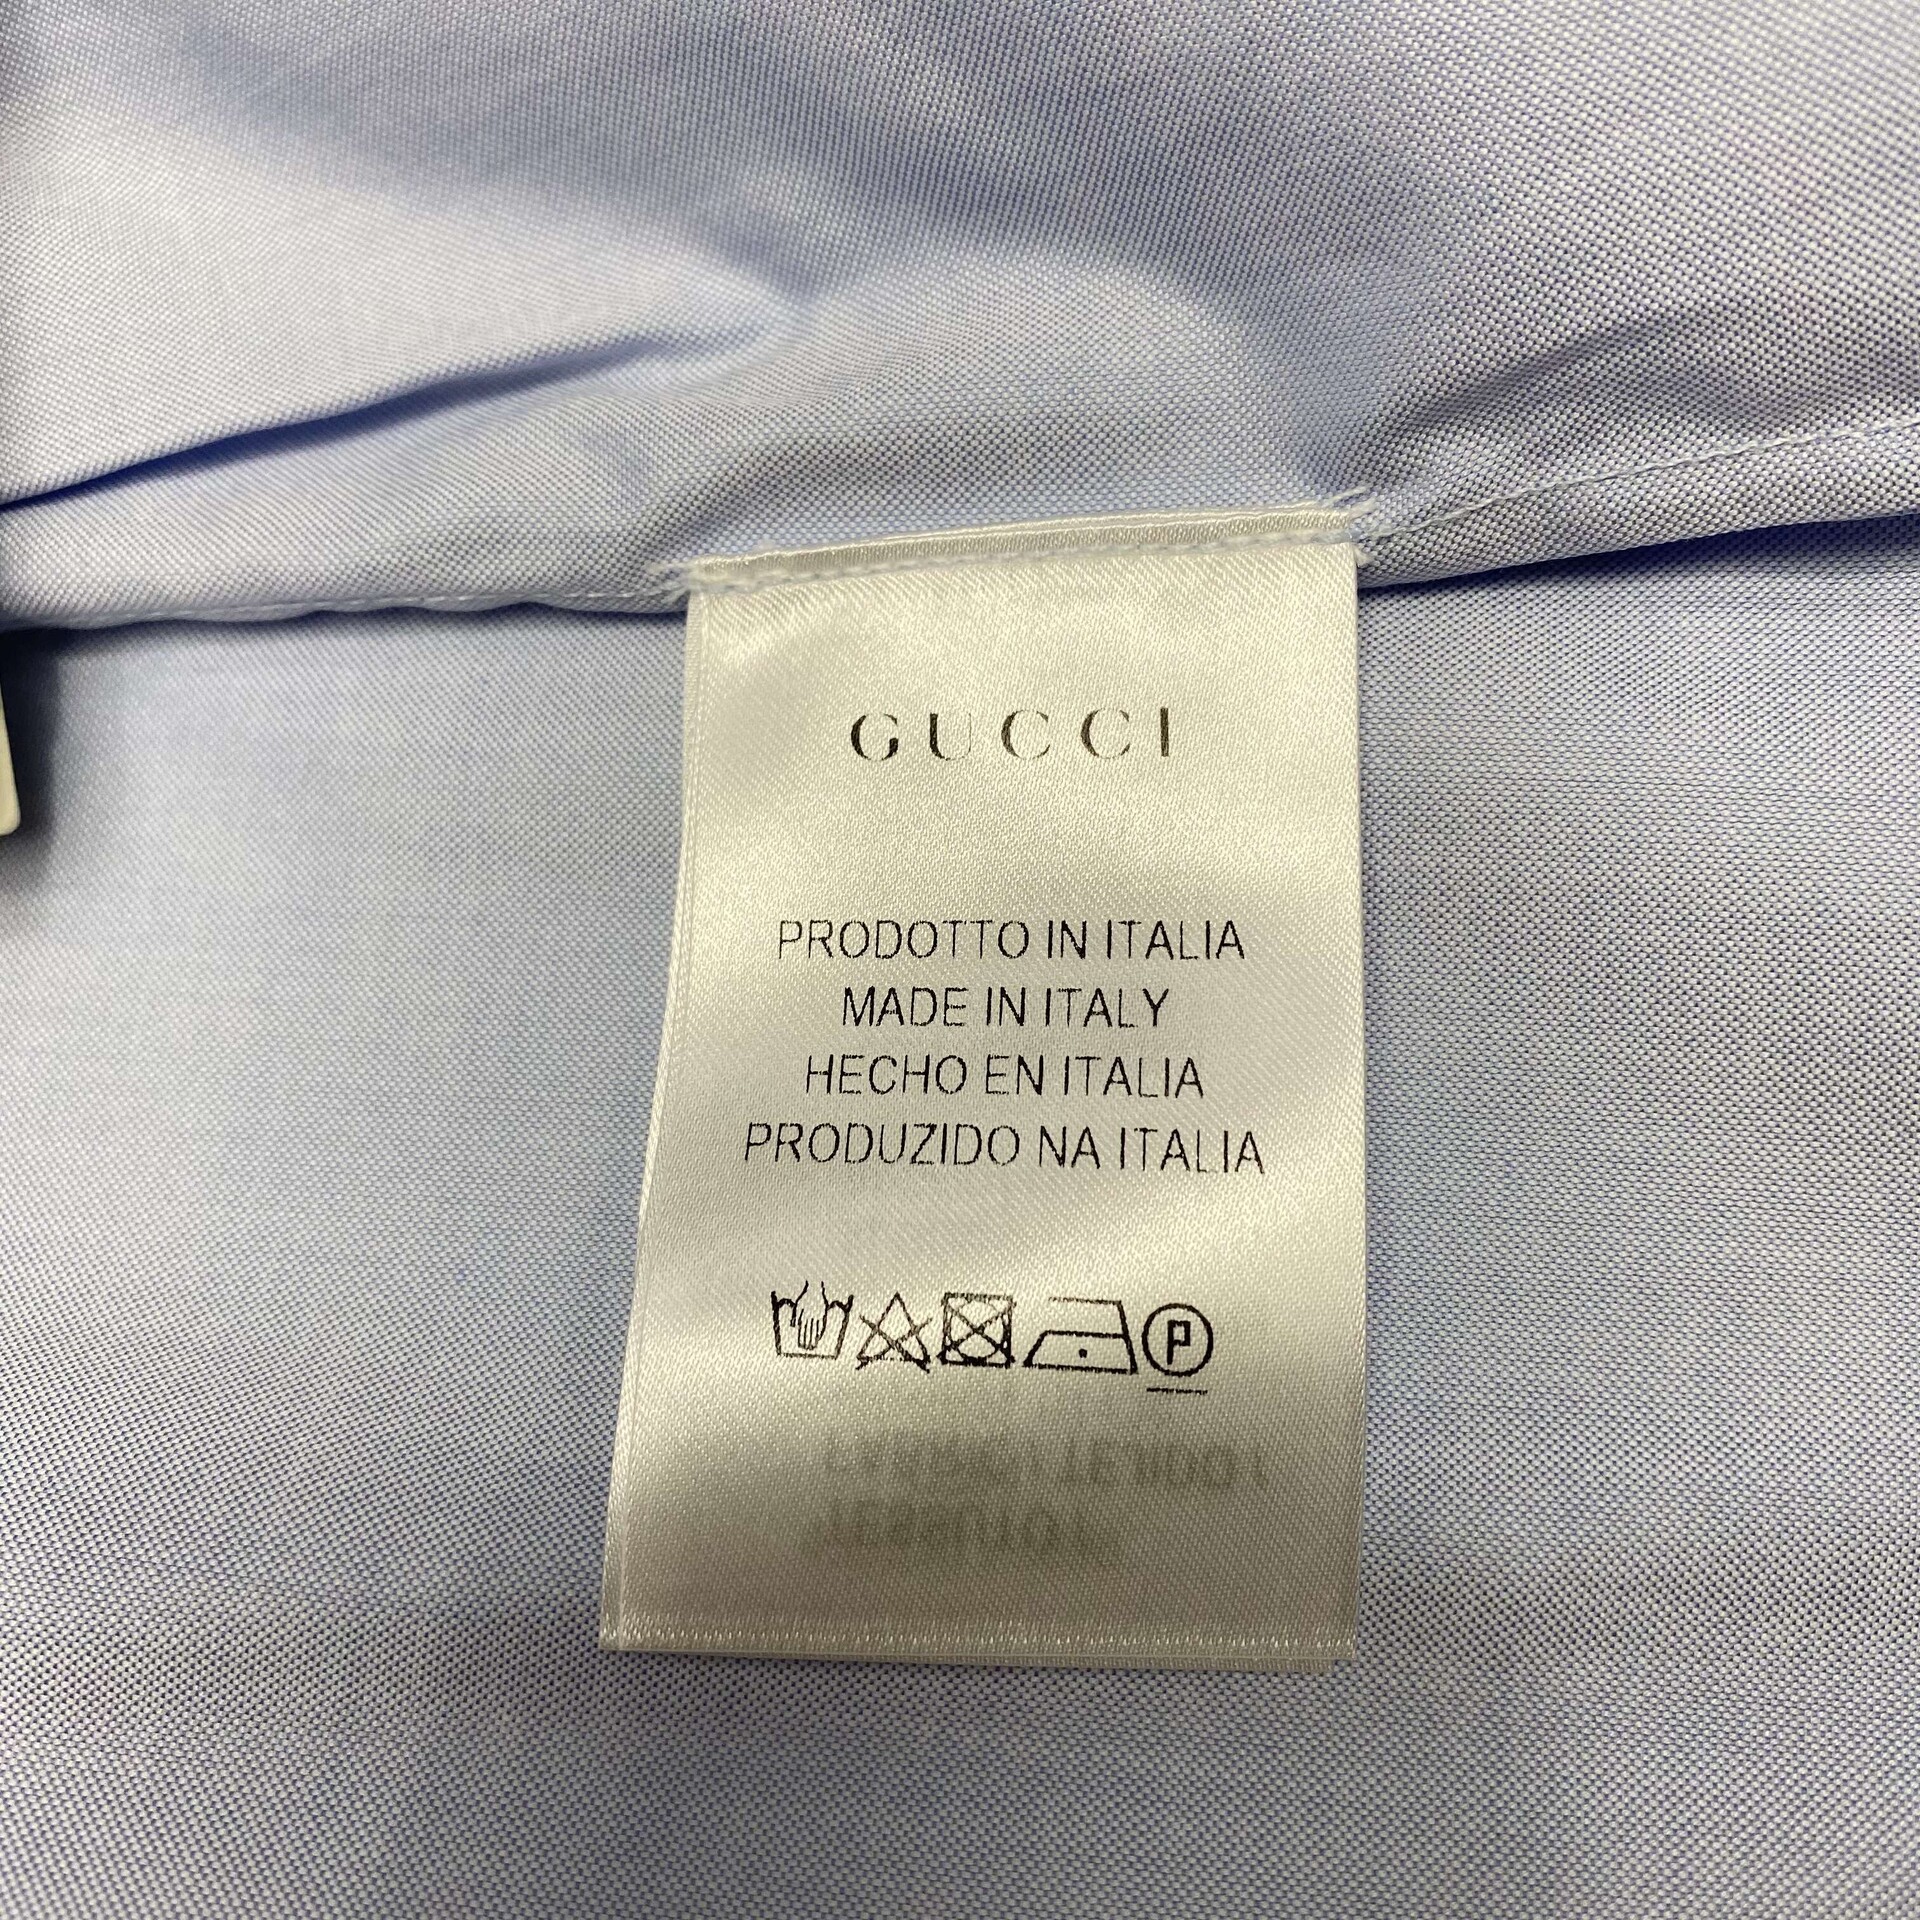 GUCCI
PRODOTTO IN ITALIA
MADE IN ITALY
HECHO EN ITALIA
PRODUZIDO NA ITALIA
P